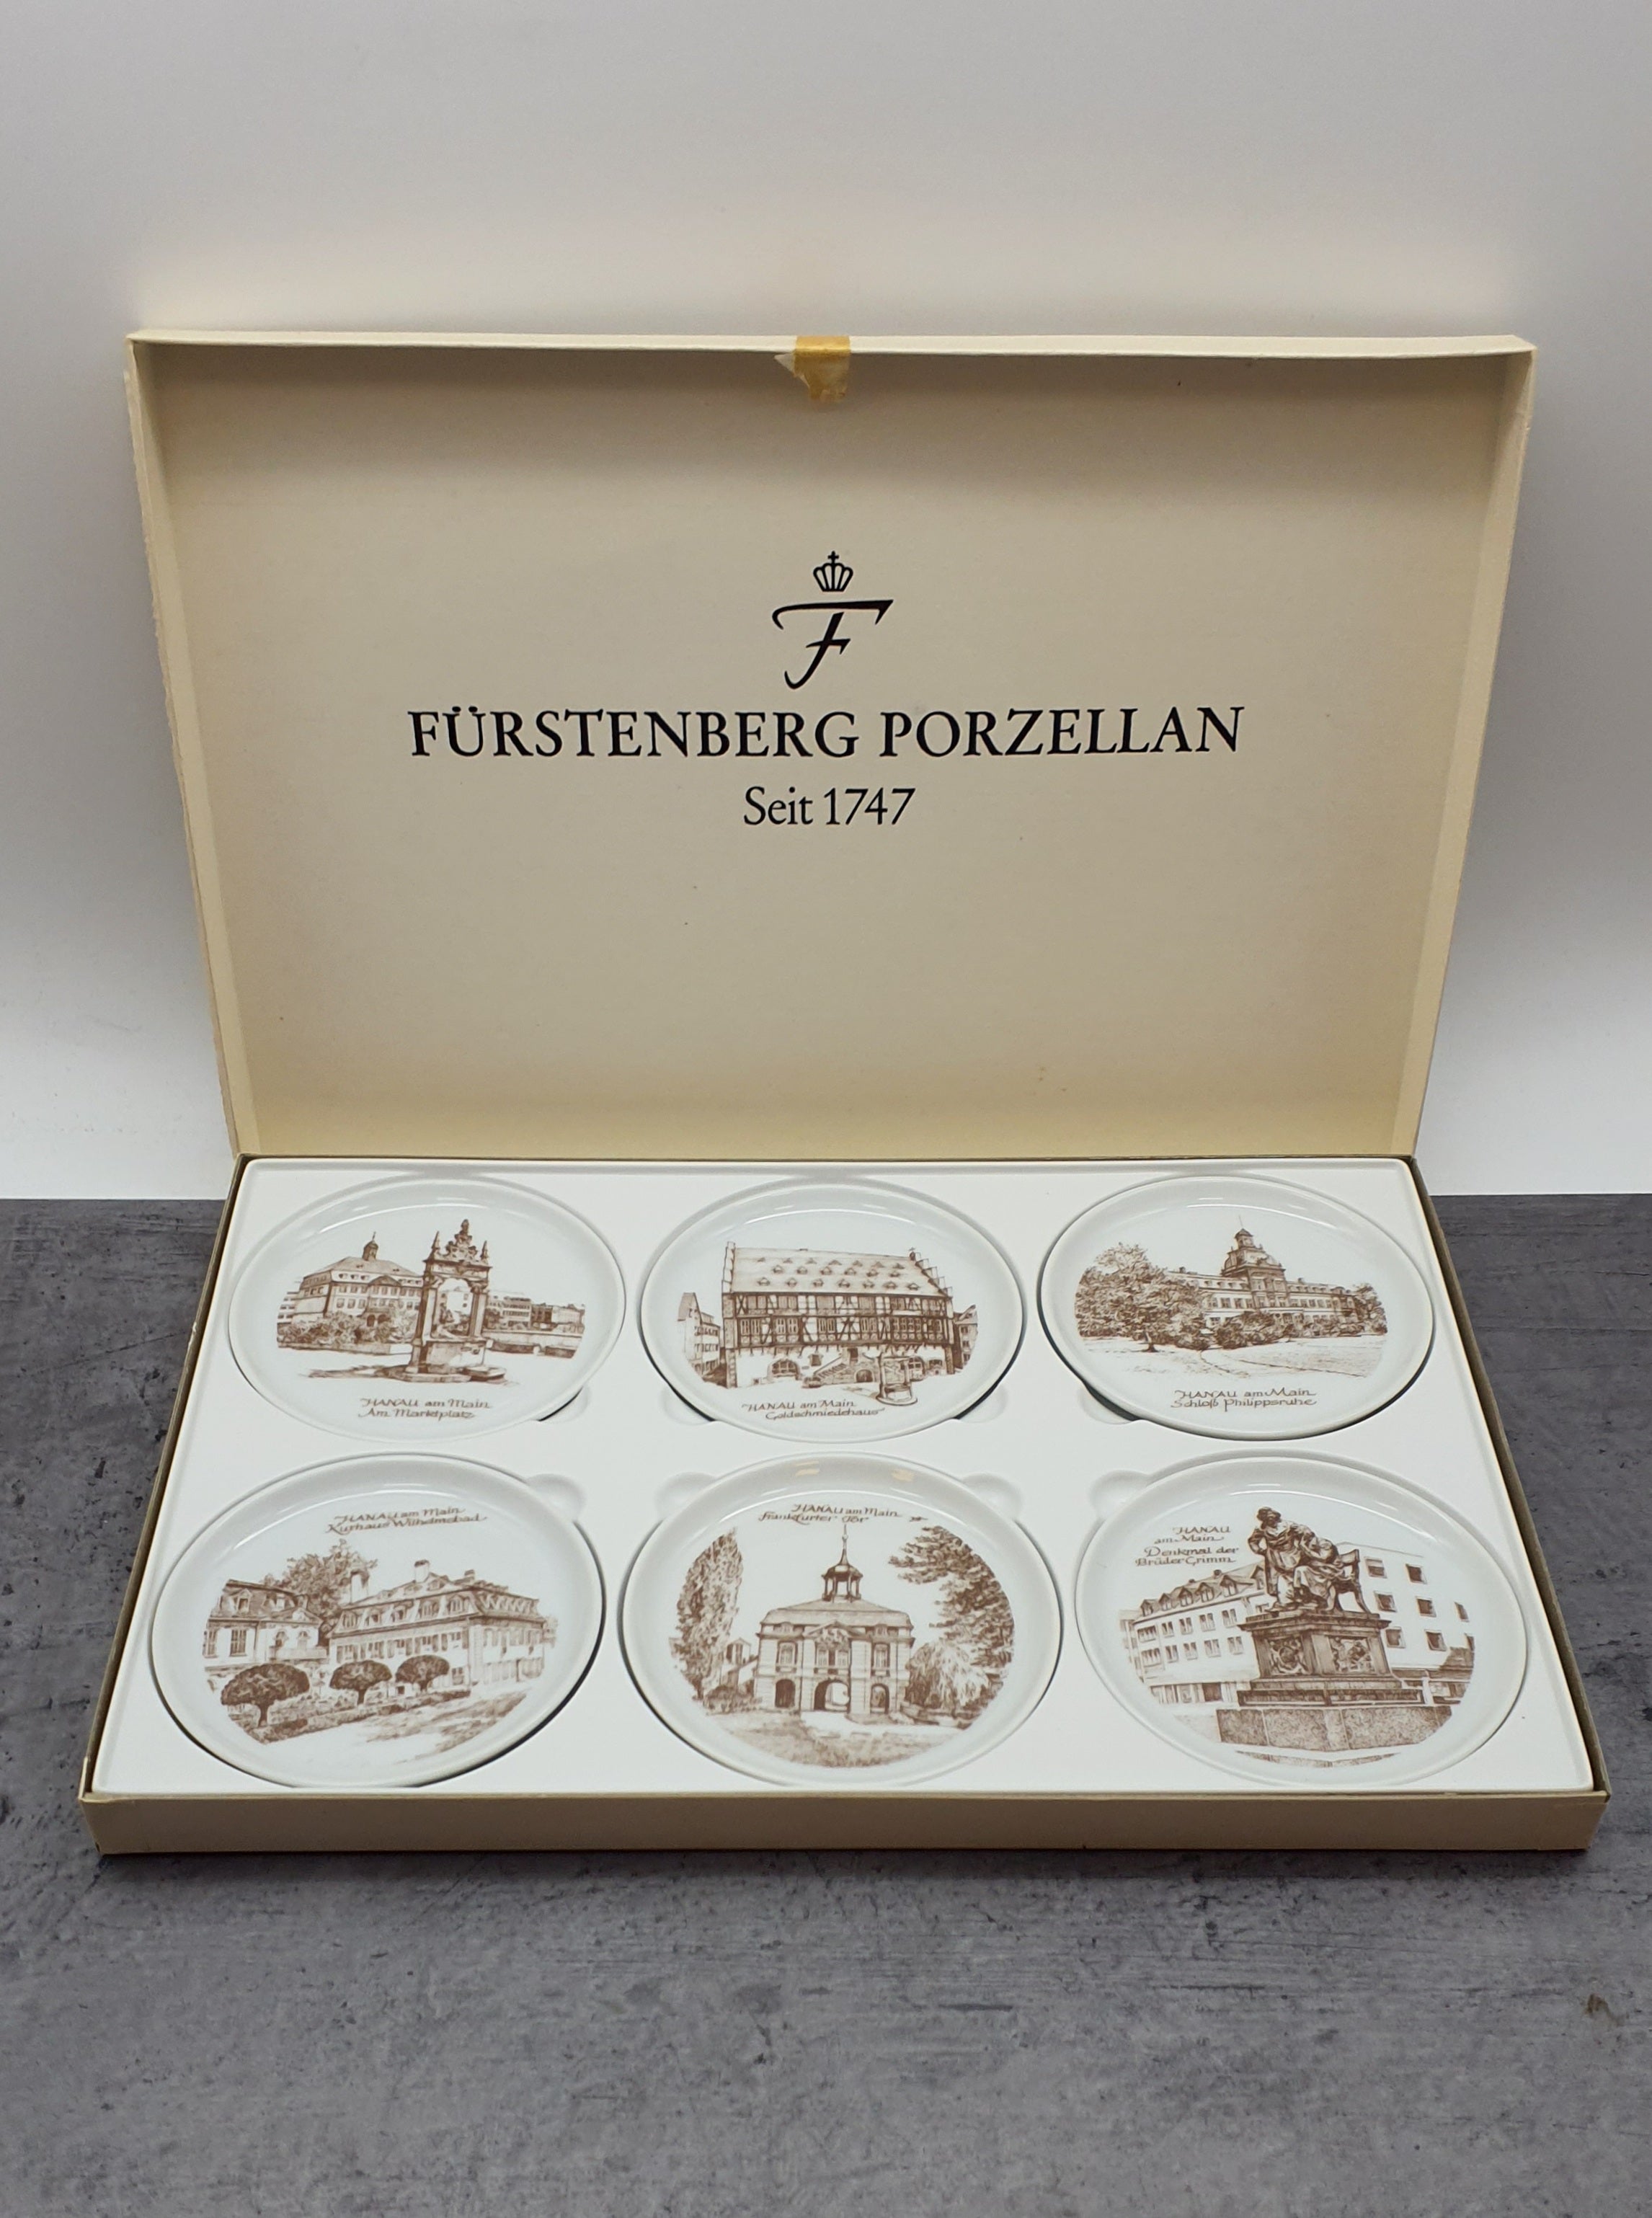 F
FÜRSTENBERG PORZELLAN
Seit 1747
HANAU am Main
Am Marktplatz
"HANAU am Main
Goldschmiedehaus"
HANAU am Main
Schloß Philippsruhe
HANAU am Main
Kurhaus Wilhelmsbad
HANAU am Main
Frankfurter Tor
HANAU
am Main
Denkmal der
Brüder Grimm